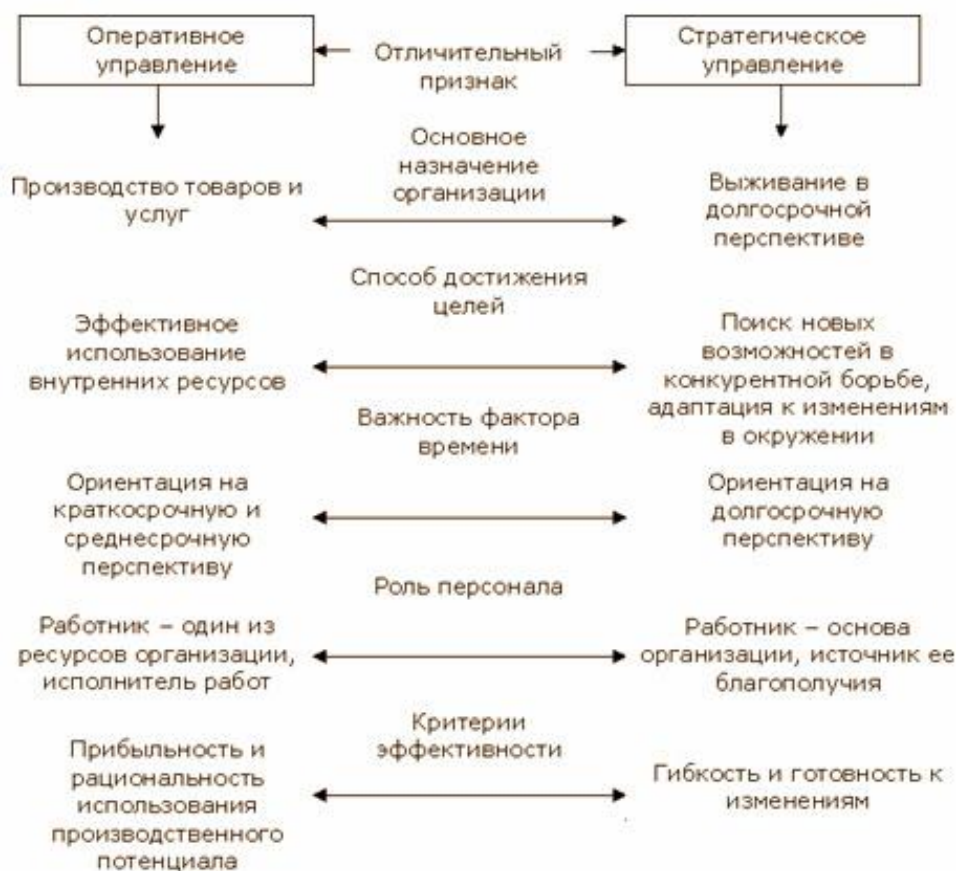 Оперативное
управление
Отличительный
признак
Стратегическое
управление
Основное
назначение
организации
Производство товаров и
услуг
Выживание в
долгосрочной
перспективе
Способ достижения
целей
Эффективное
использование
внутренних ресурсов
Поиск новых
возможностей в
конкурентной борьбе,
адаптация к изменениям
в окружении
Важность фактора
времени
Ориентация на
краткосрочную и
среднесрочную
перспективу
Ориентация на
долгосрочную
перспективу
Роль персонала
Работник – один из
ресурсов организации,
исполнитель работ
Работник – основа
организации, источник ее
благополучия
Критерии
эффективности
Прибыльность и
рациональность
использования
производственного
потенциала
Гибкость и готовность к
изменениям